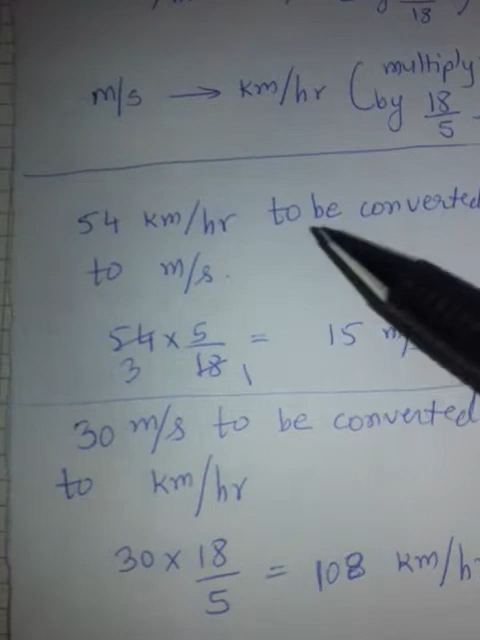 18
m/s → km/hr (multiply
by 18/5
54 km/hr to be converted
to m/s.
54 × 5/18 = 15 m/
3 1
30 m/s to be converted
to km/hr
30 × 18/5 = 108 km/h